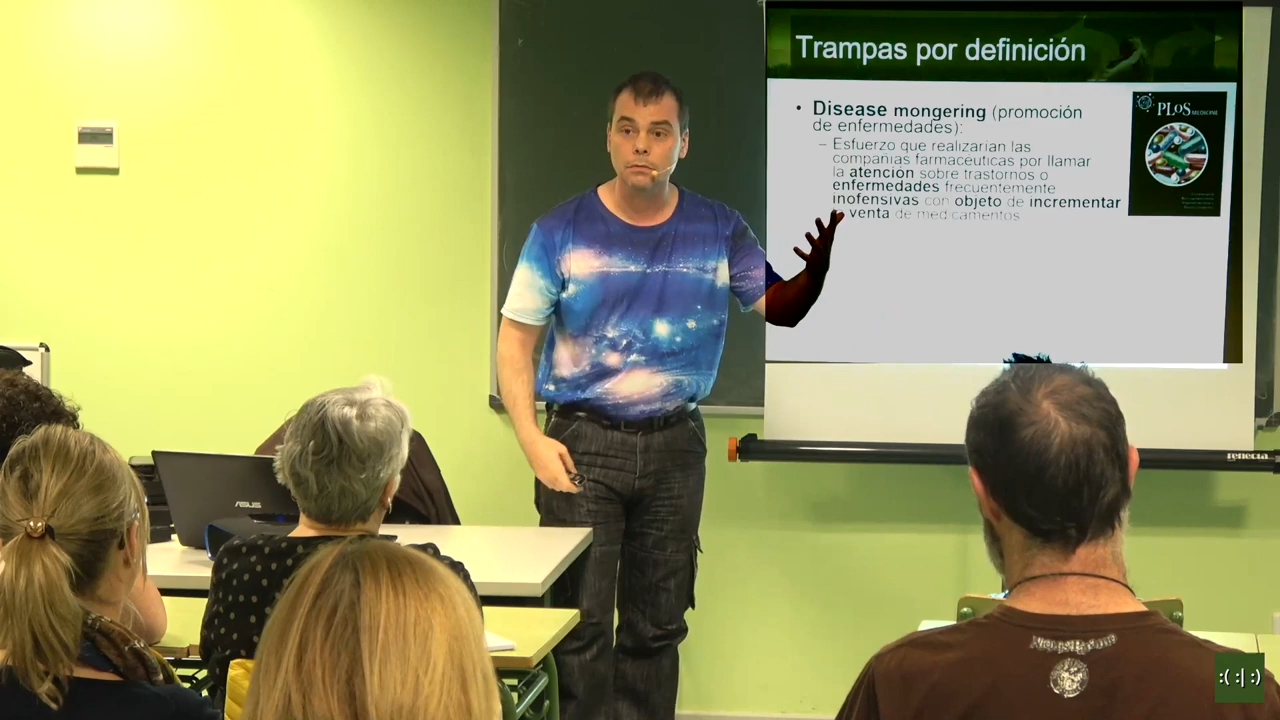 Trampas por definición
• Disease mongering (promoción
de enfermedades):
– Esfuerzo que realizarían las
compañías farmacéuticas por llamar
la atención sobre trastornos o
enfermedades frecuentemente
inofensivas con objeto de incrementar
venta de medicamentos
PLoS MEDICINE
ASUS
reflecta
:( :| :)